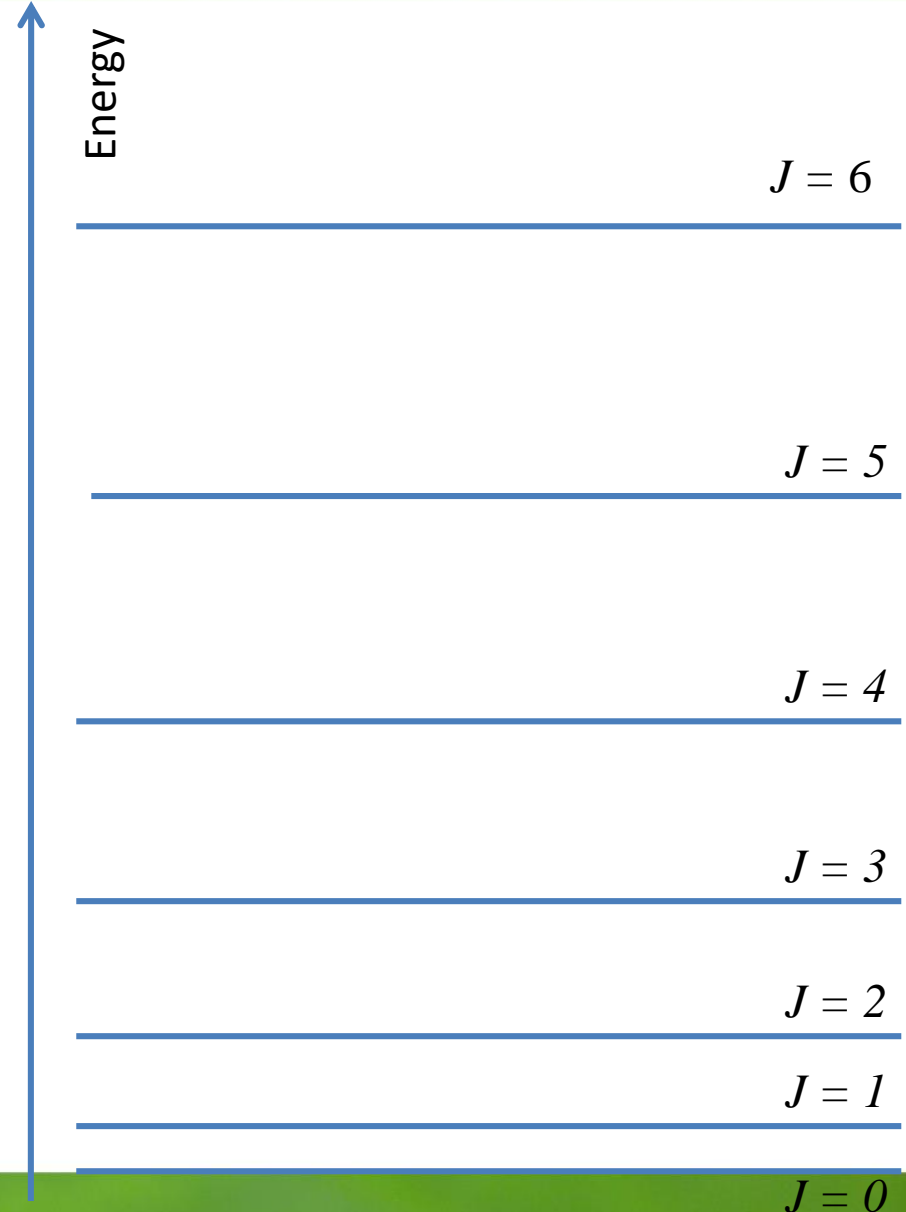 Energy
J = 6
J = 5
J = 4
J = 3
J = 2
J = 1
J = 0